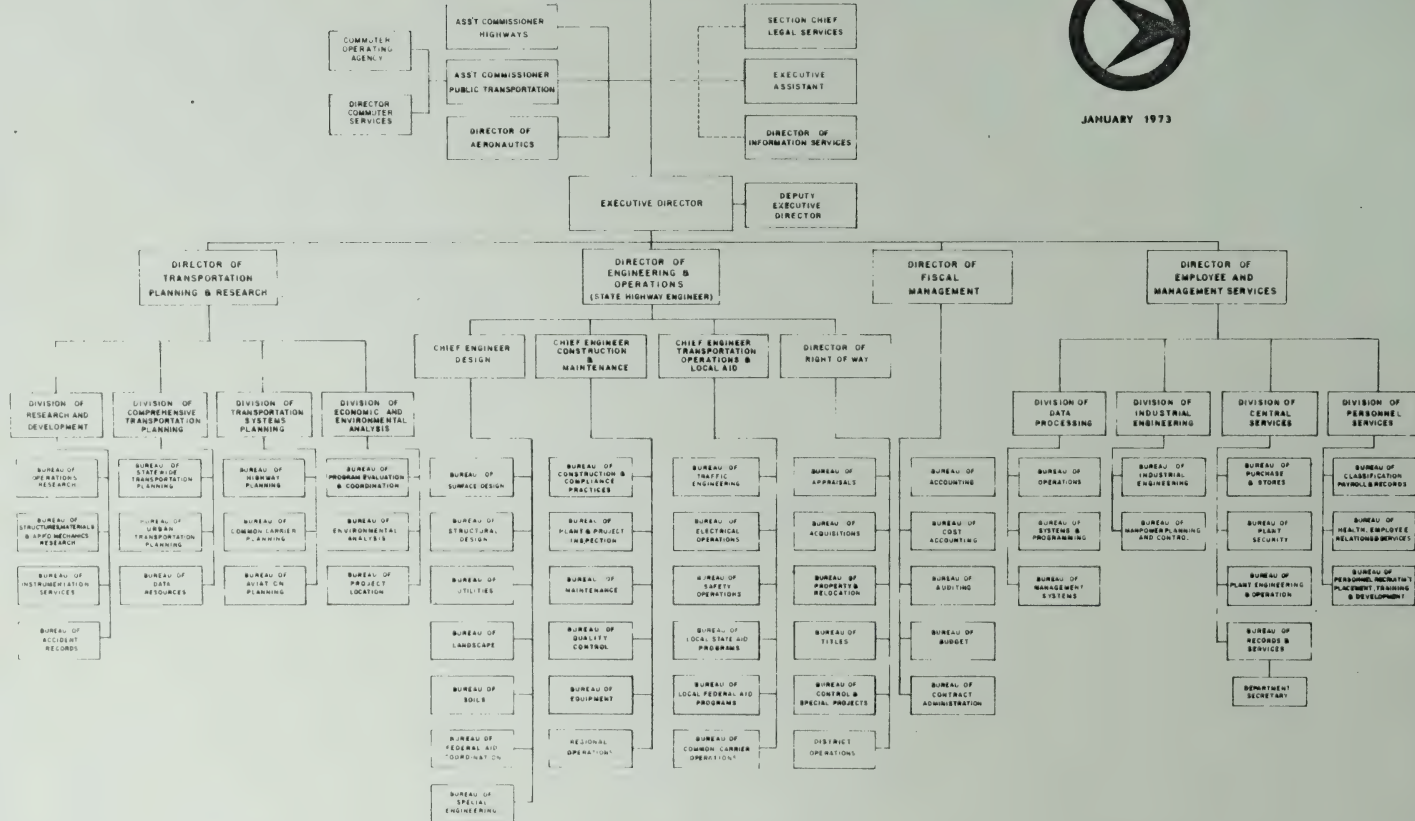 ASS'T COMMISSIONER
HIGHWAYS
SECTION CHIEF
LEGAL SERVICES
COMMUTER
OPERATING
AGENCY
ASST COMMISSIONER
PUBLIC TRANSPORTATION
EXECUTIVE
ASSISTANT
DIRECTOR
COMMUTER
SERVICES
DIRECTOR OF
AERONAUTICS
DIRECTOR OF
INFORMATION SERVICES
JANUARY 1973
EXECUTIVE DIRECTOR
DEPUTY
EXECUTIVE
DIRECTOR
DIRECTOR OF
TRANSPORTATION
PLANNING & RESEARCH
DIRECTOR OF
ENGINEERING &
OPERATIONS
(STATE HIGHWAY ENGINEER)
DIRECTOR OF
FISCAL
MANAGEMENT
DIRECTOR OF
EMPLOYEE AND
MANAGEMENT SERVICES
CHIEF ENGINEER
DESIGN
CHIEF ENGINEER
CONSTRUCTION
&
MAINTENANCE
CHIEF ENGINEER
TRANSPORTATION
OPERATIONS &
LOCAL AID
DIRECTOR OF
RIGHT OF WAY
DIVISION OF
RESEARCH AND
DEVELOPMENT
DIVISION OF
COMPREHENSIVE
TRANSPORTATION
PLANNING
DIVISION OF
TRANSPORTATION
SYSTEMS
PLANNING
DIVISION OF
ECONOMIC AND
ENVIRONMENTAL
ANALYSIS
DIVISION OF
DATA
PROCESSING
DIVISION OF
INDUSTRIAL
ENGINEERING
DIVISION OF
CENTRAL
SERVICES
DIVISION OF
PERSONNEL
SERVICES
BUREAU OF
OPERATIONS
RESEARCH
BUREAU OF
STATEWIDE
TRANSPORTATION
PLANNING
BUREAU OF
HIGHWAY
PLANNING
BUREAU OF
PROGRAM EVALUATION
& COORDINATION
BUREAU OF
SURFACE DESIGN
BUREAU OF
CONSTRUCTION &
COMPLIANCE
PRACTICES
BUREAU OF
TRAFFIC
ENGINEERING
BUREAU OF
APPRAISALS
BUREAU OF
ACCOUNTING
BUREAU OF
OPERATIONS
BUREAU OF
INDUSTRIAL
ENGINEERING
BUREAU OF
PURCHASE
& STORES
BUREAU OF
CLASSIFICATION
PAYROLL & RECORDS
BUREAU OF
STRUCTURES, MATERIALS
& APP'D MECHANICS
RESEARCH
BUREAU OF
URBAN
TRANSPORTATION
PLANNING
BUREAU OF
COMMON CARRIER
PLANNING
BUREAU OF
ENVIRONMENTAL
ANALYSIS
BUREAU OF
STRUCTURAL
DESIGN
BUREAU OF
PLANT & PROJECT
INSPECTION
BUREAU OF
ELECTRICAL
OPERATIONS
BUREAU OF
ACQUISITIONS
BUREAU OF
COST
ACCOUNTING
BUREAU OF
SYSTEMS &
PROGRAMMING
BUREAU OF
MANPOWER PLANNING
AND CONTROL
BUREAU OF
PLANT
SECURITY
BUREAU OF
HEALTH, EMPLOYEE
RELATIONS & SERVICES
BUREAU OF
INSTRUMENTATION
SERVICES
BUREAU OF
DATA
RESOURCES
BUREAU OF
AVIATION
PLANNING
BUREAU OF
PROJECT
LOCATION
BUREAU OF
UTILITIES
BUREAU OF
MAINTENANCE
BUREAU OF
SAFETY
OPERATIONS
BUREAU OF
PROPERTY &
RELOCATION
BUREAU OF
AUDITING
BUREAU OF
MANAGEMENT
SYSTEMS
BUREAU OF
PLANT ENGINEERING
& OPERATION
BUREAU OF
PERSONNEL RECRUITM'T
PLACEMENT, TRAINING
& DEVELOPMENT
BUREAU OF
ACCIDENT
RECORDS
BUREAU OF
LANDSCAPE
BUREAU OF
QUALITY
CONTROL
BUREAU OF
LOCAL STATE AID
PROGRAMS
BUREAU OF
TITLES
BUREAU OF
BUDGET
BUREAU OF
RECORDS &
SERVICES
BUREAU OF
SOILS
BUREAU OF
EQUIPMENT
BUREAU OF
LOCAL FEDERAL AID
PROGRAMS
BUREAU OF
CONTROL &
SPECIAL PROJECTS
BUREAU OF
CONTRACT
ADMINISTRATION
DEPARTMENT
SECRETARY
BUREAU OF
FEDERAL AID
COORDINATION
REGIONAL
OPERATIONS
BUREAU OF
COMMON CARRIER
OPERATIONS
DISTRICT
OPERATIONS
BUREAU OF
SPECIAL
ENGINEERING